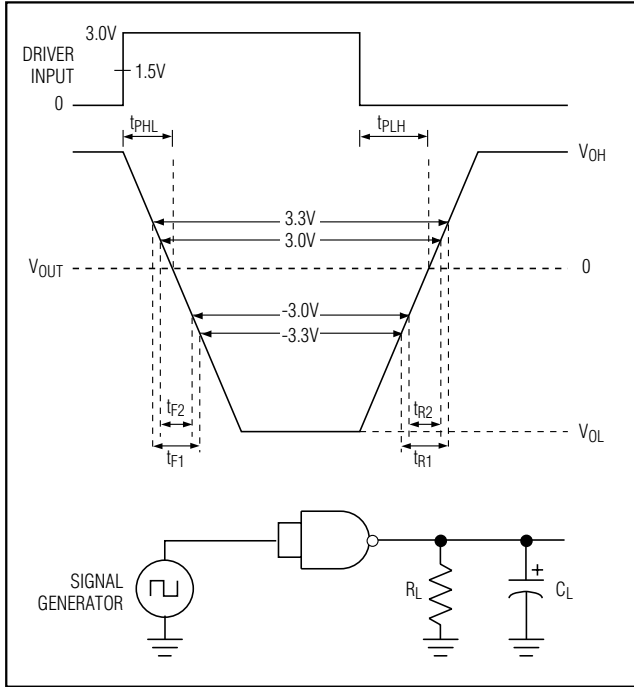 3.0V
DRIVER
INPUT
1.5V
0
tPHL
tPLH
VOH
3.3V
3.0V
VOUT
0
-3.0V
-3.3V
tF2
tR2
tF1
tR1
VOL
SIGNAL
GENERATOR
RL
+
CL